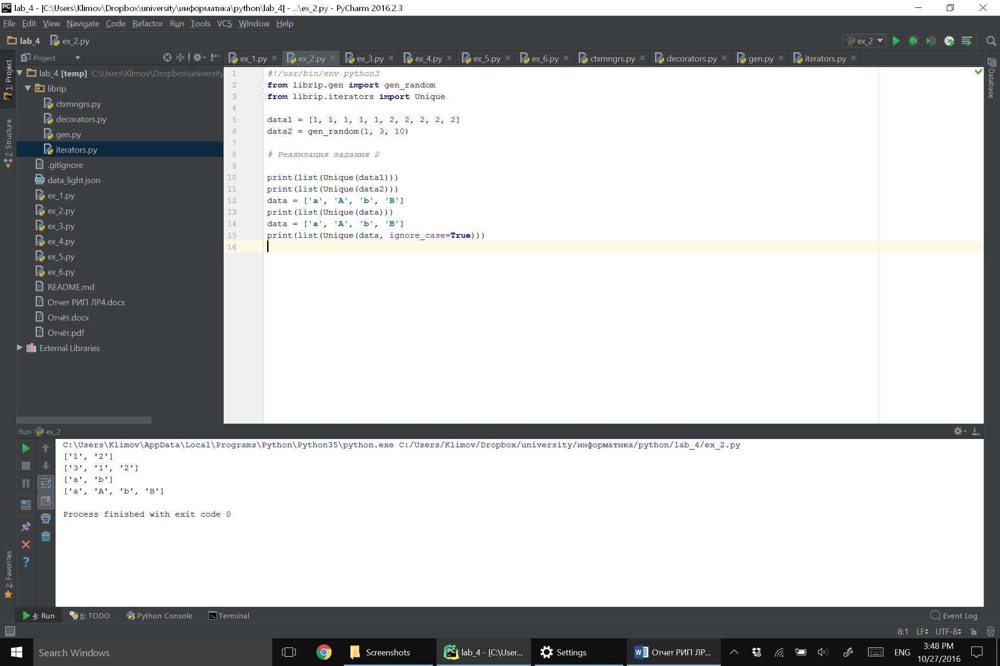 lab_4 - [C:\Users\Klimov\Dropbox\university\информатика\python\lab_4] - ...\ex_2.py - PyCharm 2016.2.3
File Edit View Navigate Code Refactor Run Tools VCS Window Help
lab_4 ex_2.py ex_2
Project
ex_1.py ex_2.py ex_3.py ex_4.py ex_5.py ex_6.py ctxmngrs.py decorators.py gen.py iterators.py
1: Project
7: Structure
2: Favorites
Database
lab_4 [temp] C:\Users\Klimov\Dropbox\university
librip
ctxmngrs.py
decorators.py
gen.py
iterators.py
.gitignore
data_light.json
ex_1.py
ex_2.py
ex_3.py
ex_4.py
ex_5.py
ex_6.py
README.md
Отчет РИП ЛР4.docx
Отчёт.docx
Отчёт.pdf
External Libraries
1 #!/usr/bin/env python3
2 from librip.gen import gen_random
3 from librip.iterators import Unique
4
5 data1 = [1, 1, 1, 1, 1, 2, 2, 2, 2, 2]
6 data2 = gen_random(1, 3, 10)
7
8 # Реализация задания 2
9
10 print(list(Unique(data1)))
11 print(list(Unique(data2)))
12 data = ['a', 'A', 'b', 'B']
13 print(list(Unique(data)))
14 data = ['a', 'A', 'b', 'B']
15 print(list(Unique(data, ignore_case=True)))
16
Run ex_2
C:\Users\Klimov\AppData\Local\Programs\Python\Python35\python.exe C:/Users/Klimov/Dropbox/university/информатика/python/lab_4/ex_2.py
['1', '2']
['3', '1', '2']
['a', 'b']
['a', 'A', 'b', 'B']
Process finished with exit code 0
4: Run 6: TODO Python Console Terminal Event Log
8:1 LF UTF-8
Search Windows Screenshots lab_4 - [C:\User... Settings Отчет РИП ЛР... ENG 3:48 PM
10/27/2016